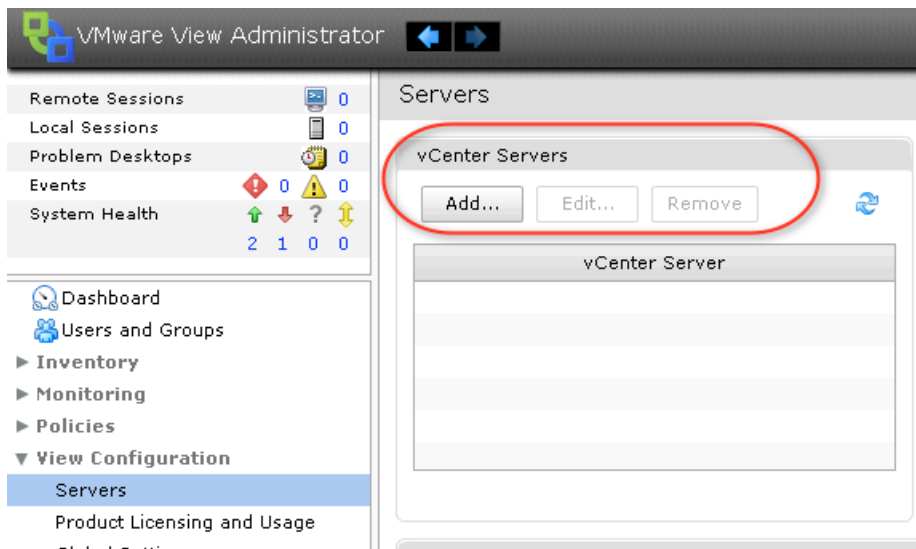 VMware View Administrator
Remote Sessions 0
Local Sessions 0
Problem Desktops 0
Events 0 0
System Health ?
2 1 0 0
Dashboard
Users and Groups
Inventory
Monitoring
Policies
View Configuration
Servers
Product Licensing and Usage
Servers
vCenter Servers
Add... Edit... Remove
vCenter Server